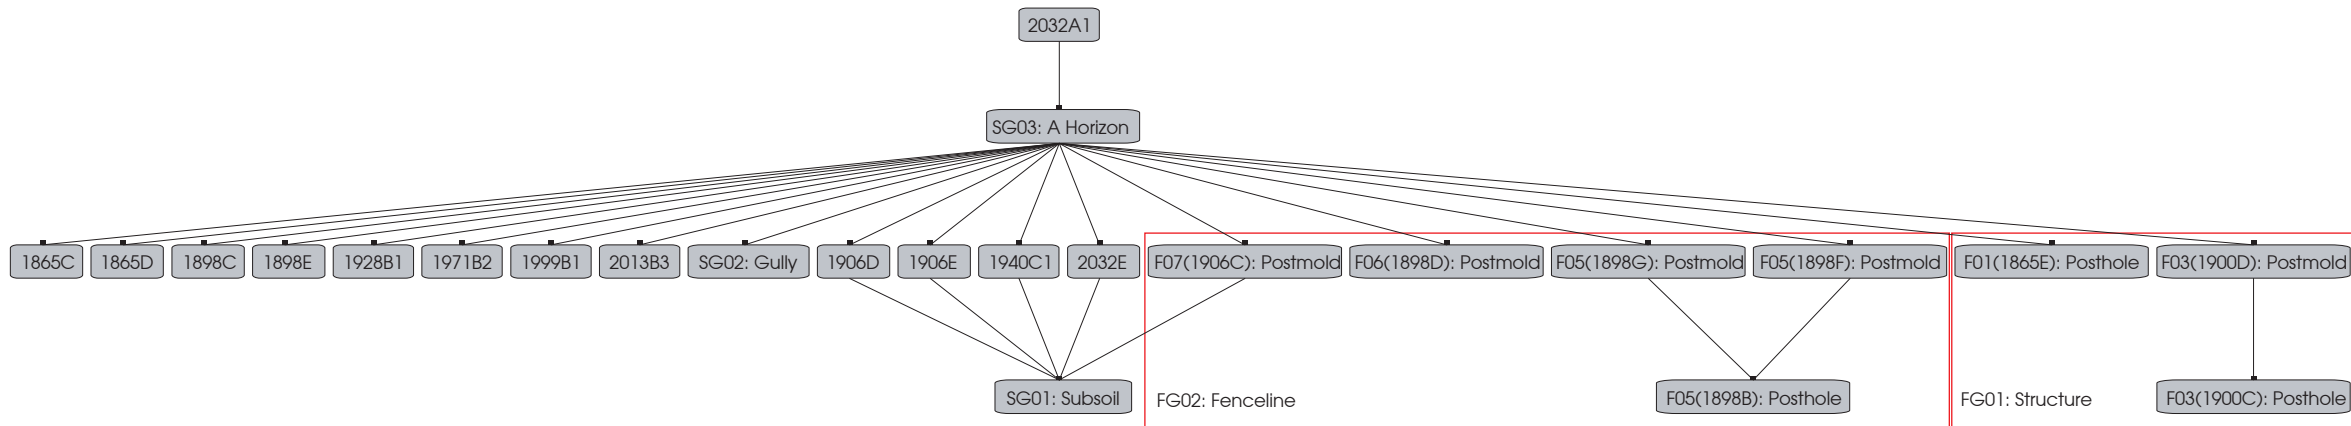 2032A1
SG03: A Horizon
1865C
1865D
1898C
1898E
1928B1
1971B2
1999B1
2013B3
SG02: Gully
1906D
1906E
1940C1
2032E
F07(1906C): Postmold
F06(1898D): Postmold
F05(1898G): Postmold
F05(1898F): Postmold
F01(1865E): Posthole
F03(1900D): Postmold
SG01: Subsoil
FG02: Fenceline
F05(1898B): Posthole
FG01: Structure
F03(1900C): Posthole